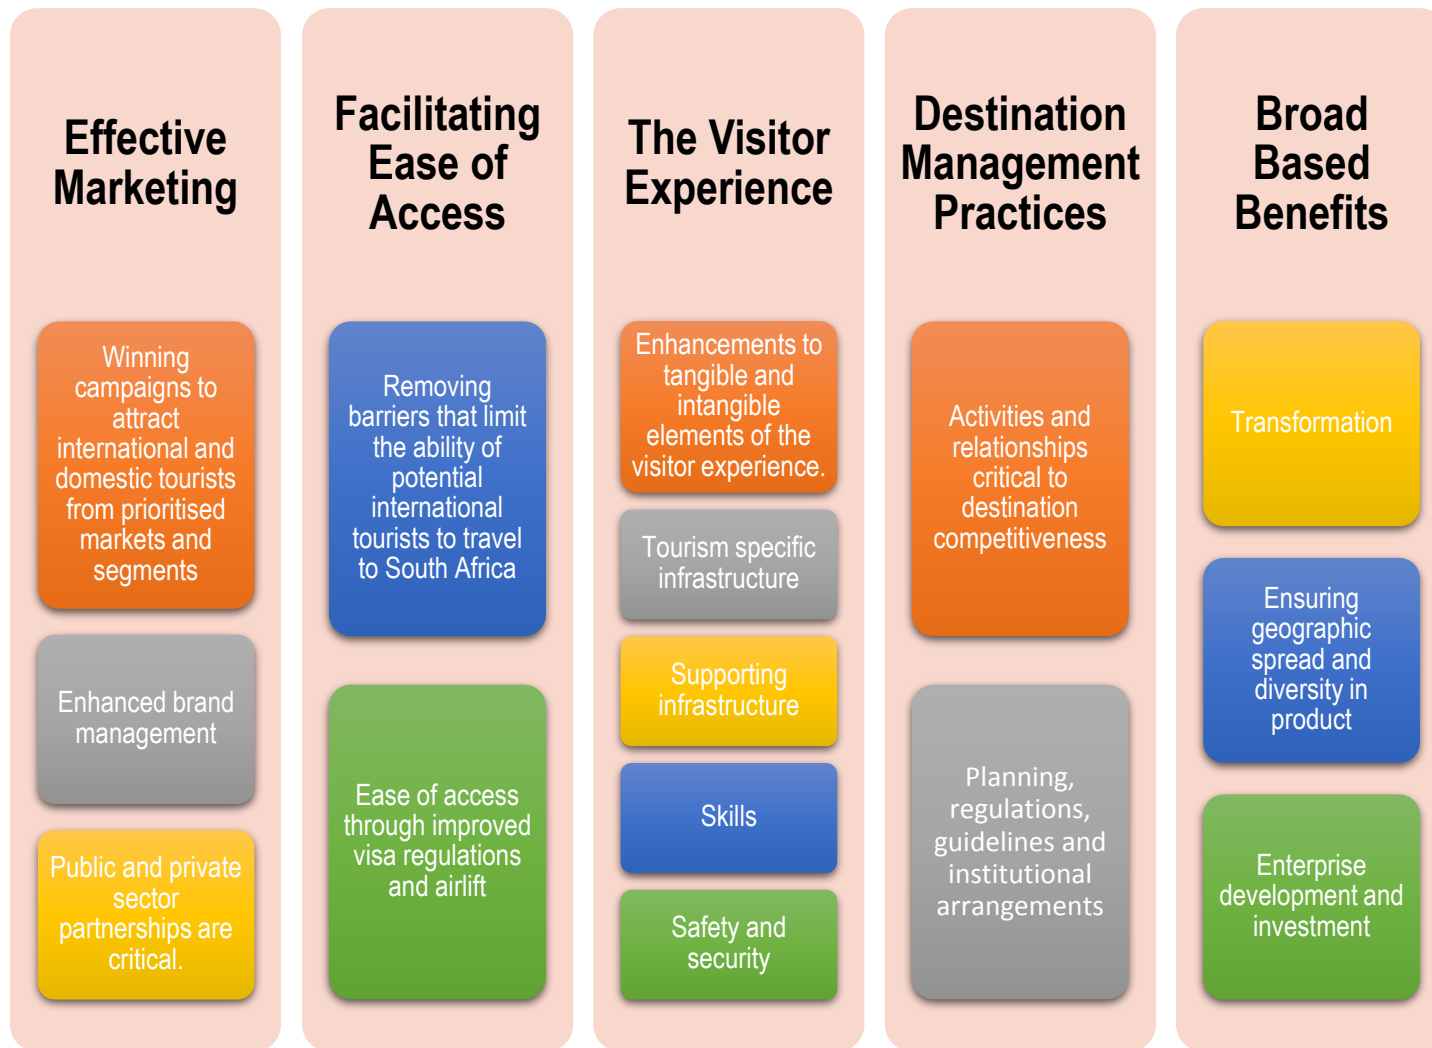 Effective
Marketing
Winning
campaigns to
attract
international and
domestic tourists
from prioritised
markets and
segments
Enhanced brand
management
Public and private
sector
partnerships are
critical.
Facilitating
Ease of
Access
Removing
barriers that limit
the ability of
potential
international
tourists to travel
to South Africa
Ease of access
through improved
visa regulations
and airlift
The Visitor
Experience
Enhancements to
tangible and
intangible
elements of the
visitor experience.
Tourism specific
infrastructure
Supporting
infrastructure
Skills
Safety and
security
Destination
Management
Practices
Activities and
relationships
critical to
destination
competitiveness
Planning,
regulations,
guidelines and
institutional
arrangements
Broad
Based
Benefits
Transformation
Ensuring
geographic
spread and
diversity in
product
Enterprise
development and
investment